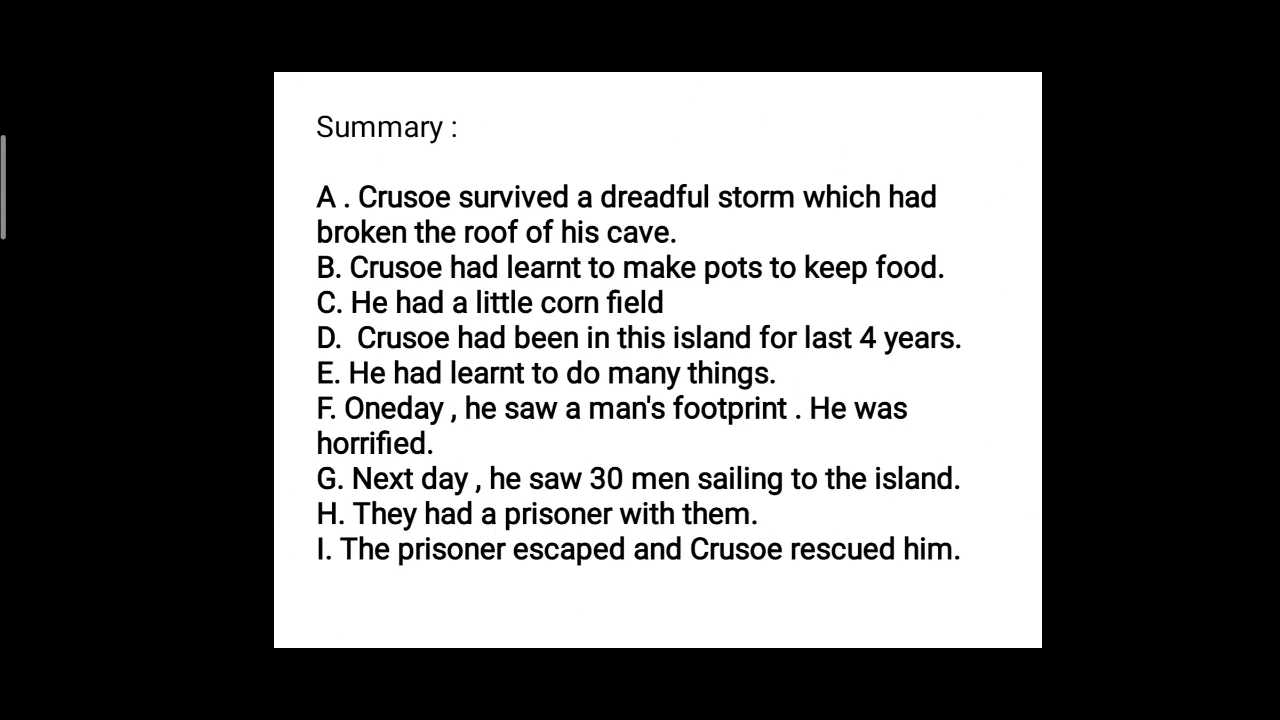 Summary :
A . Crusoe survived a dreadful storm which had
broken the roof of his cave.
B. Crusoe had learnt to make pots to keep food.
C. He had a little corn field
D.  Crusoe had been in this island for last 4 years.
E. He had learnt to do many things.
F. Oneday , he saw a man's footprint . He was
horrified.
G. Next day , he saw 30 men sailing to the island.
H. They had a prisoner with them.
I. The prisoner escaped and Crusoe rescued him.